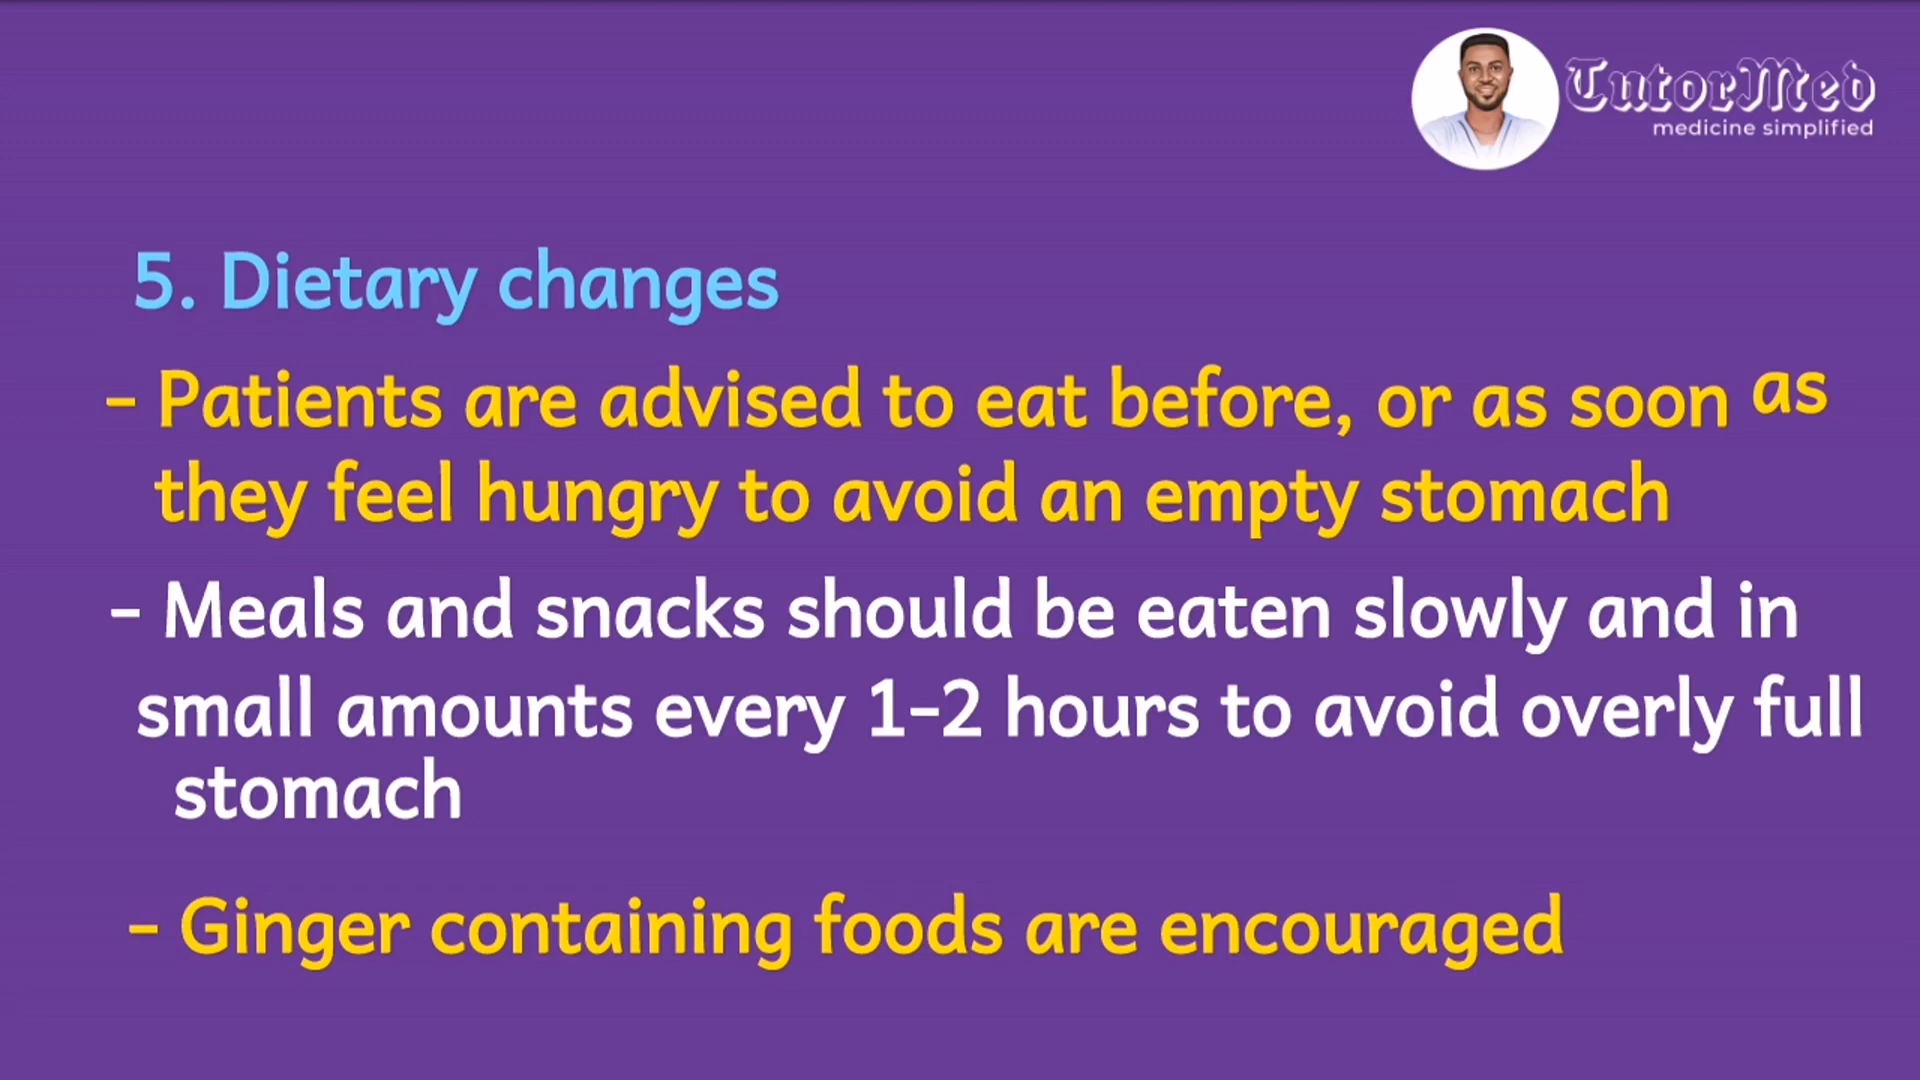 TutorMed
medicine simplified
5. Dietary changes
- Patients are advised to eat before, or as soon as
they feel hungry to avoid an empty stomach
- Meals and snacks should be eaten slowly and in
small amounts every 1-2 hours to avoid overly full
stomach
- Ginger containing foods are encouraged